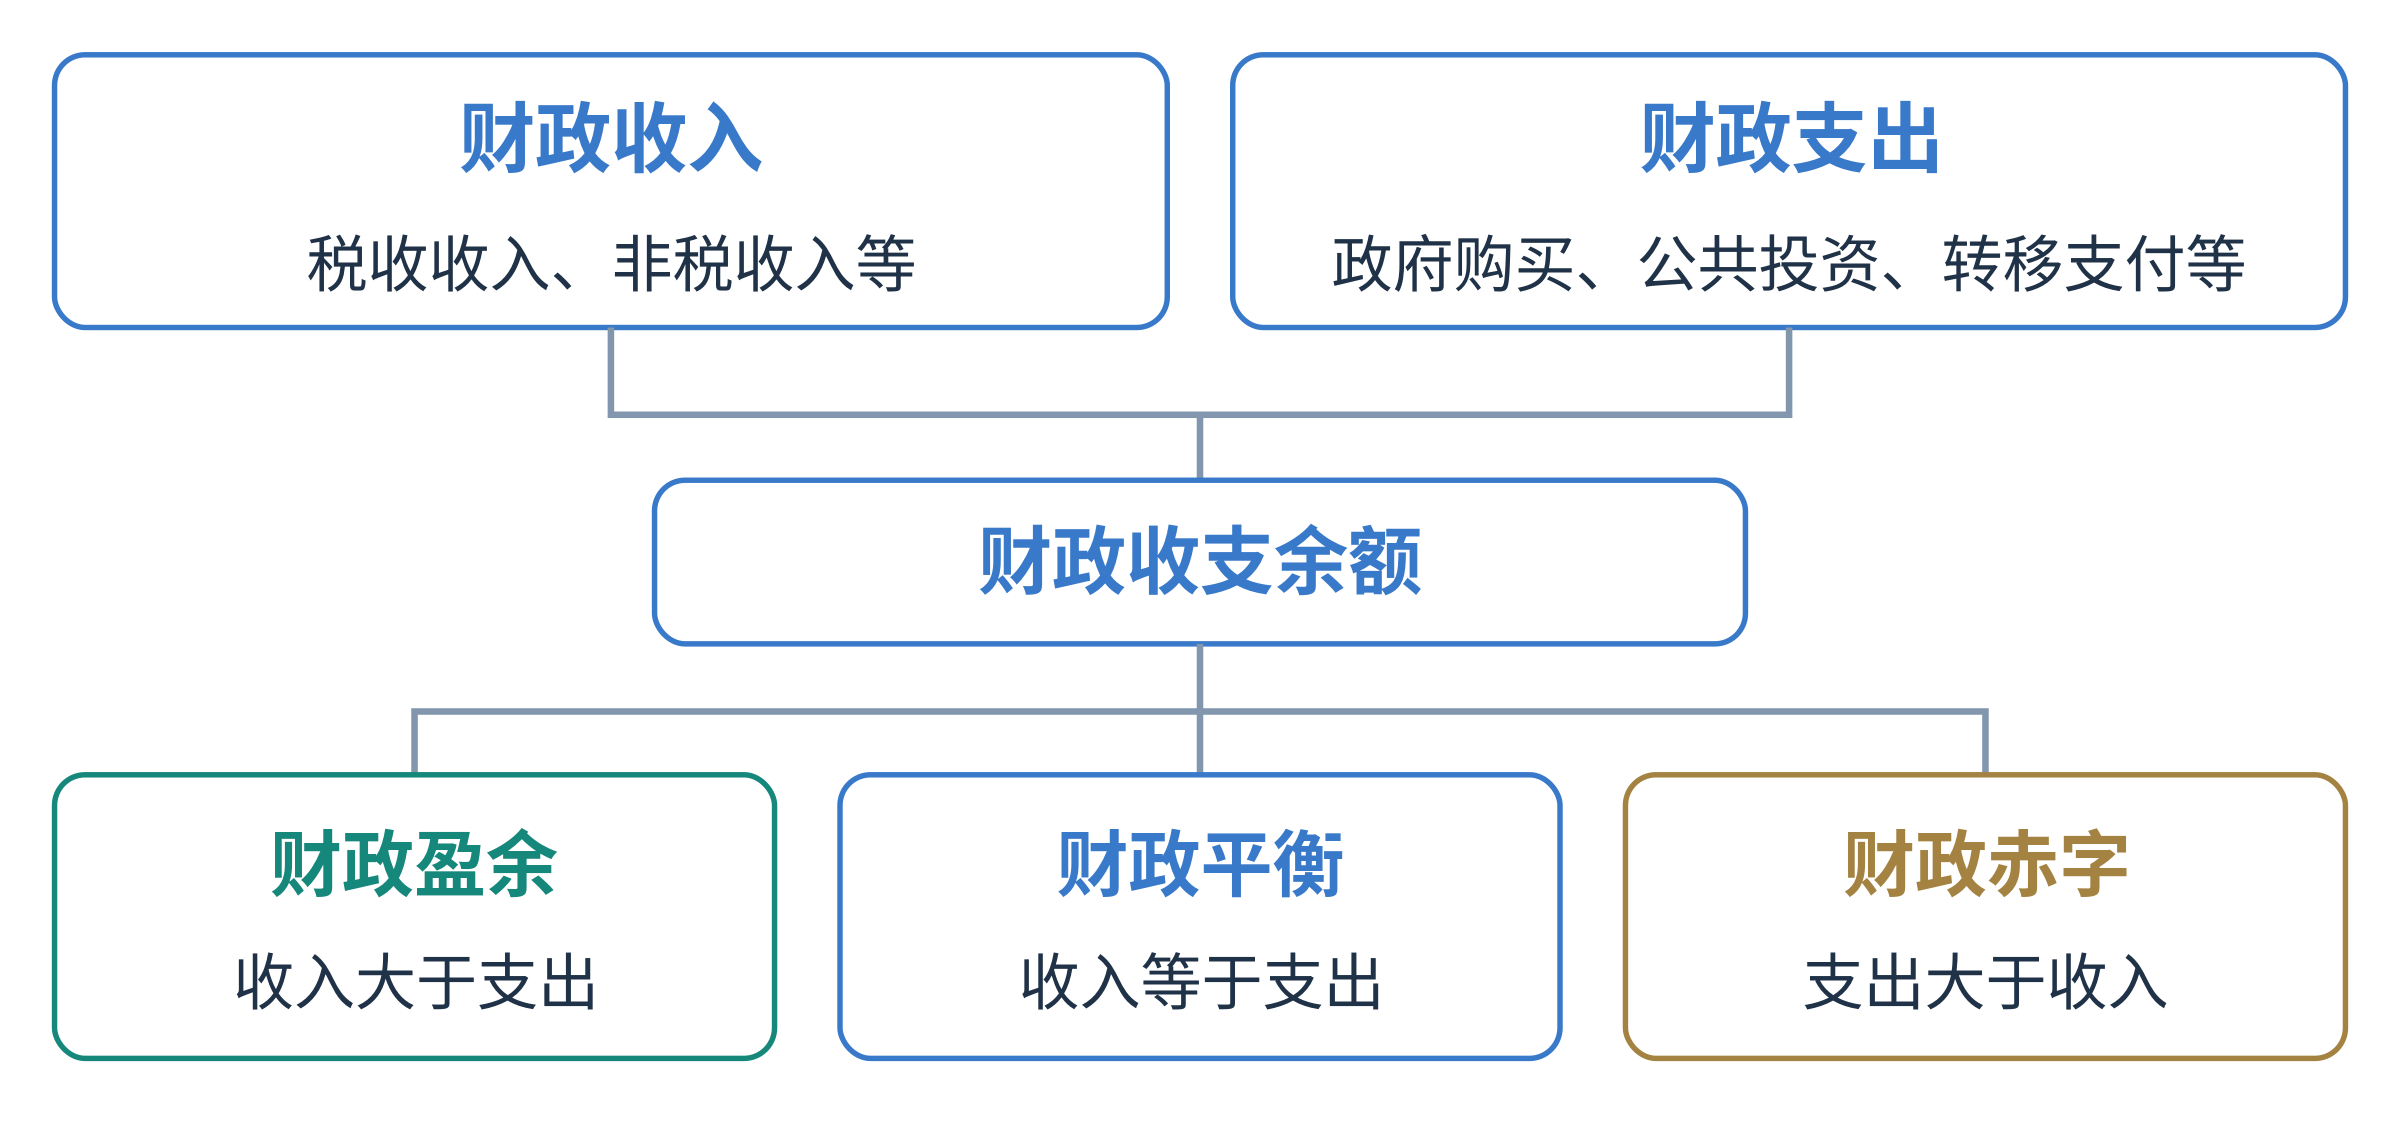 财政收入
税收收入、非税收入等
财政支出
政府购买、公共投资、转移支付等
财政收支余额
财政盈余
收入大于支出
财政平衡
收入等于支出
财政赤字
支出大于收入